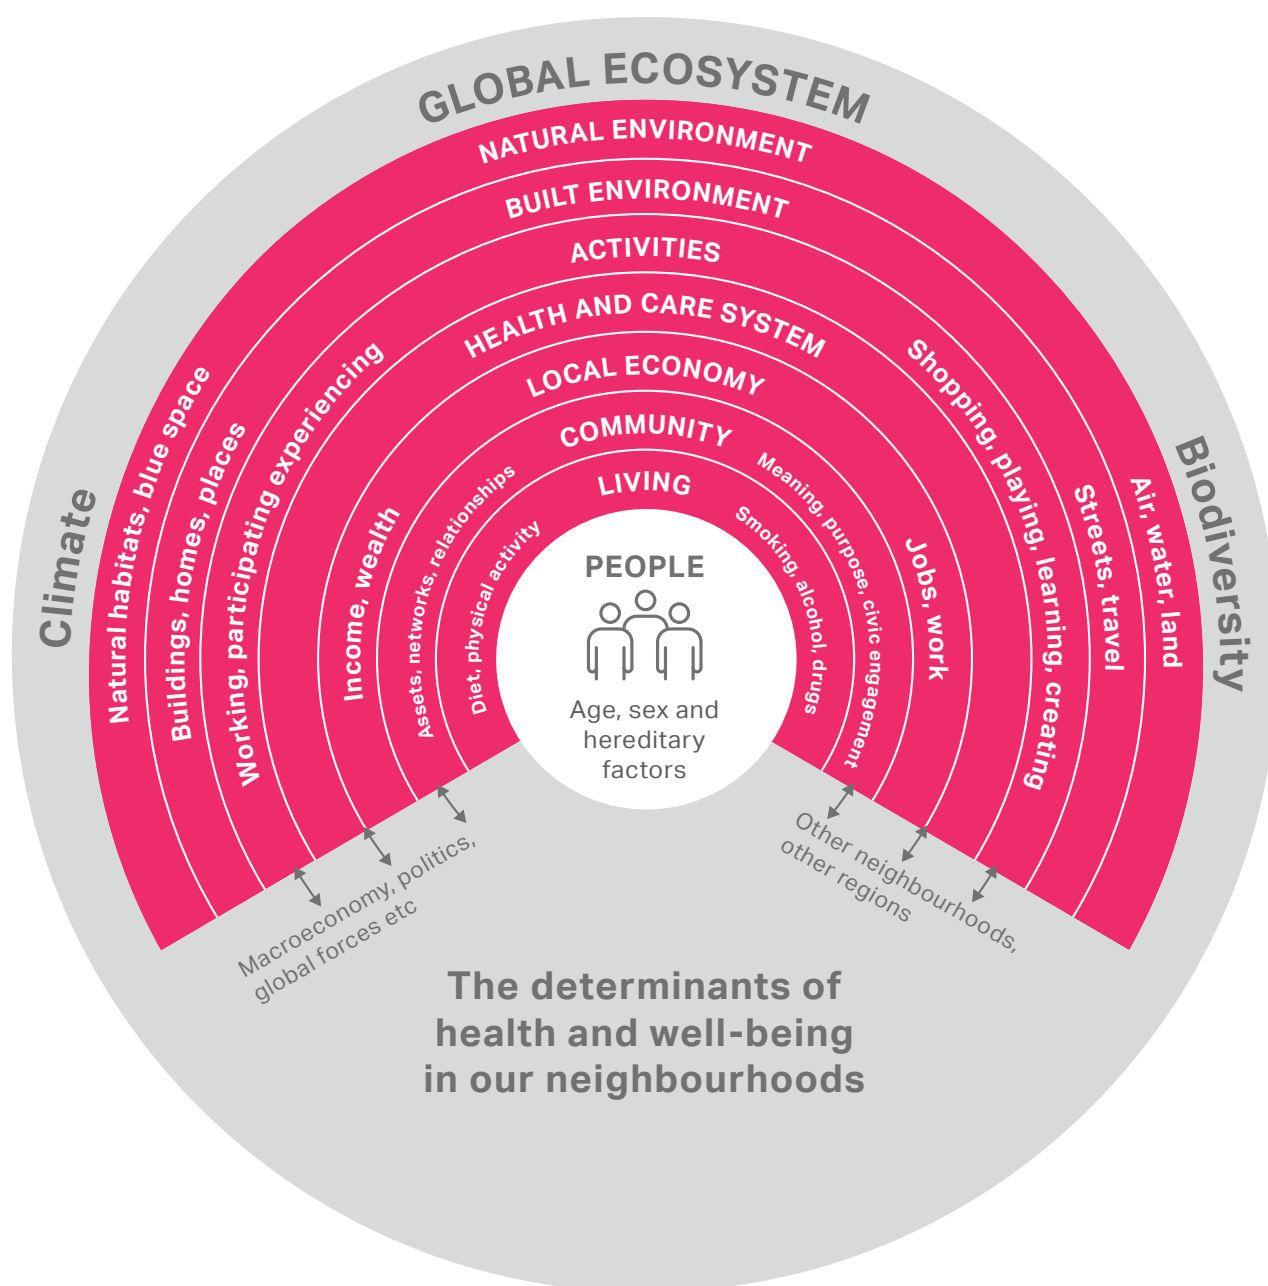 GLOBAL ECOSYSTEM
Climate
Biodiversity
NATURAL ENVIRONMENT
Natural habitats, blue space
Air, water, land
BUILT ENVIRONMENT
Buildings, homes, places
Streets, travel
ACTIVITIES
Working, participating experiencing
Shopping, playing, learning, creating
HEALTH AND CARE SYSTEM
LOCAL ECONOMY
Income, wealth
Jobs, work
COMMUNITY
Assets, networks, relationships
Meaning, purpose, civic engagement
LIVING
Diet, physical activity
Smoking, alcohol, drugs
PEOPLE
Age, sex and
hereditary
factors
Macroeconomy, politics,
global forces etc
Other neighbourhoods,
other regions
The determinants of
health and well-being
in our neighbourhoods